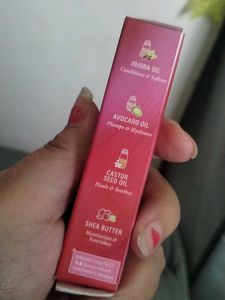 JOJOBA OIL
Conditions & Softens
AVOCADO OIL
Plumps & Hydrates
CASTOR
SEED OIL
Heals & Soothes
SHEA BUTTER
Moisturizes &
Nourishes